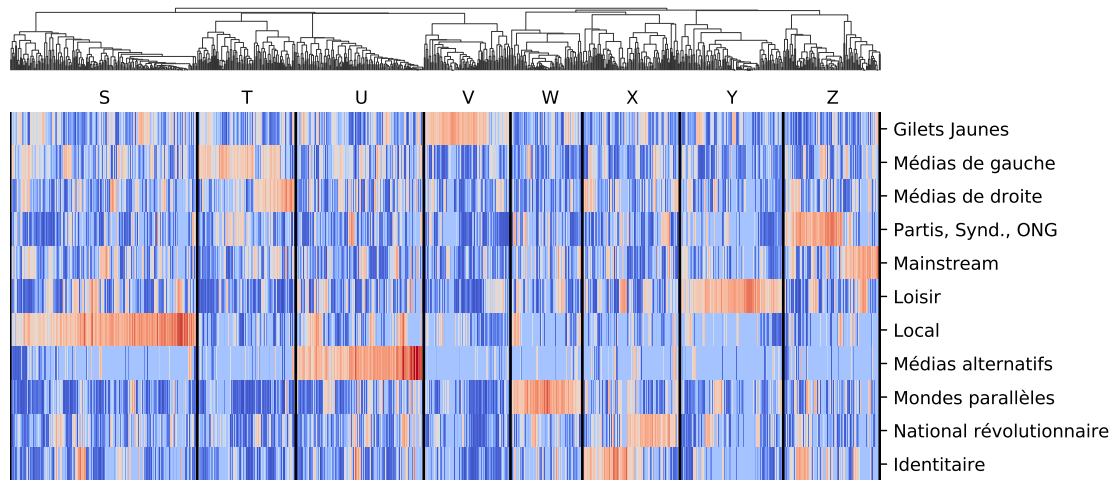 S T U V W X Y Z
Gilets Jaunes
Médias de gauche
Médias de droite
Partis, Synd., ONG
Mainstream
Loisir
Local
Médias alternatifs
Mondes parallèles
National révolutionnaire
Identitaire